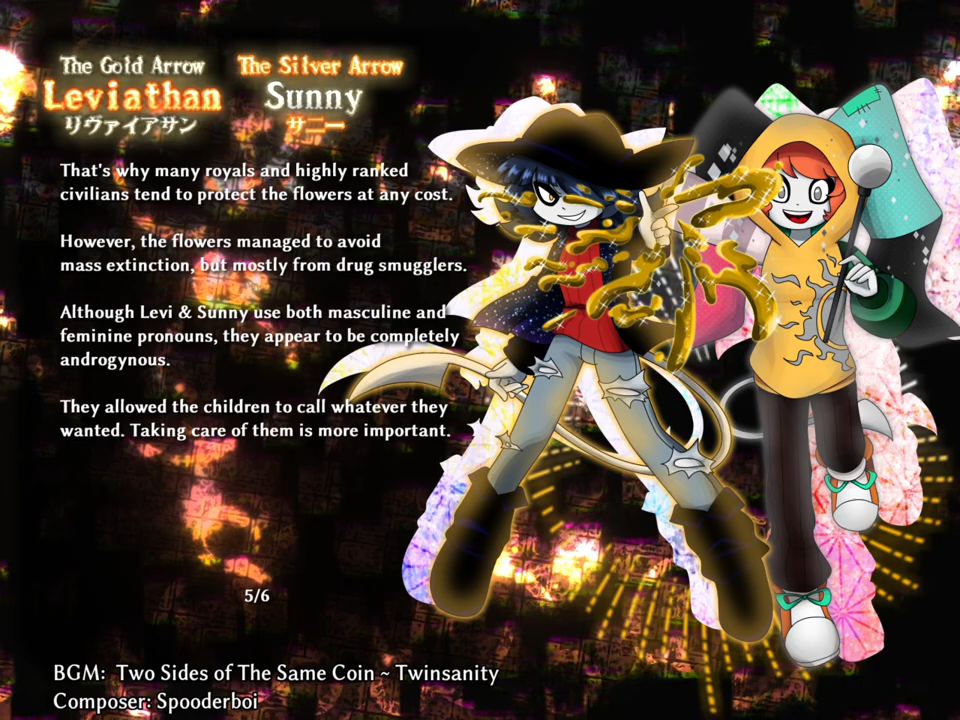 The Gold Arrow
Leviathan
リヴァイアサン
The Silver Arrow
Sunny
サニー
That's why many royals and highly ranked
civilians tend to protect the flowers at any cost.
However, the flowers managed to avoid
mass extinction, but mostly from drug smugglers.
Although Levi & Sunny use both masculine and
feminine pronouns, they appear to be completely
androgynous.
They allowed the children to call whatever they
wanted. Taking care of them is more important.
5/6
BGM: Two Sides of The Same Coin ~ Twinsanity
Composer: Spooderboi